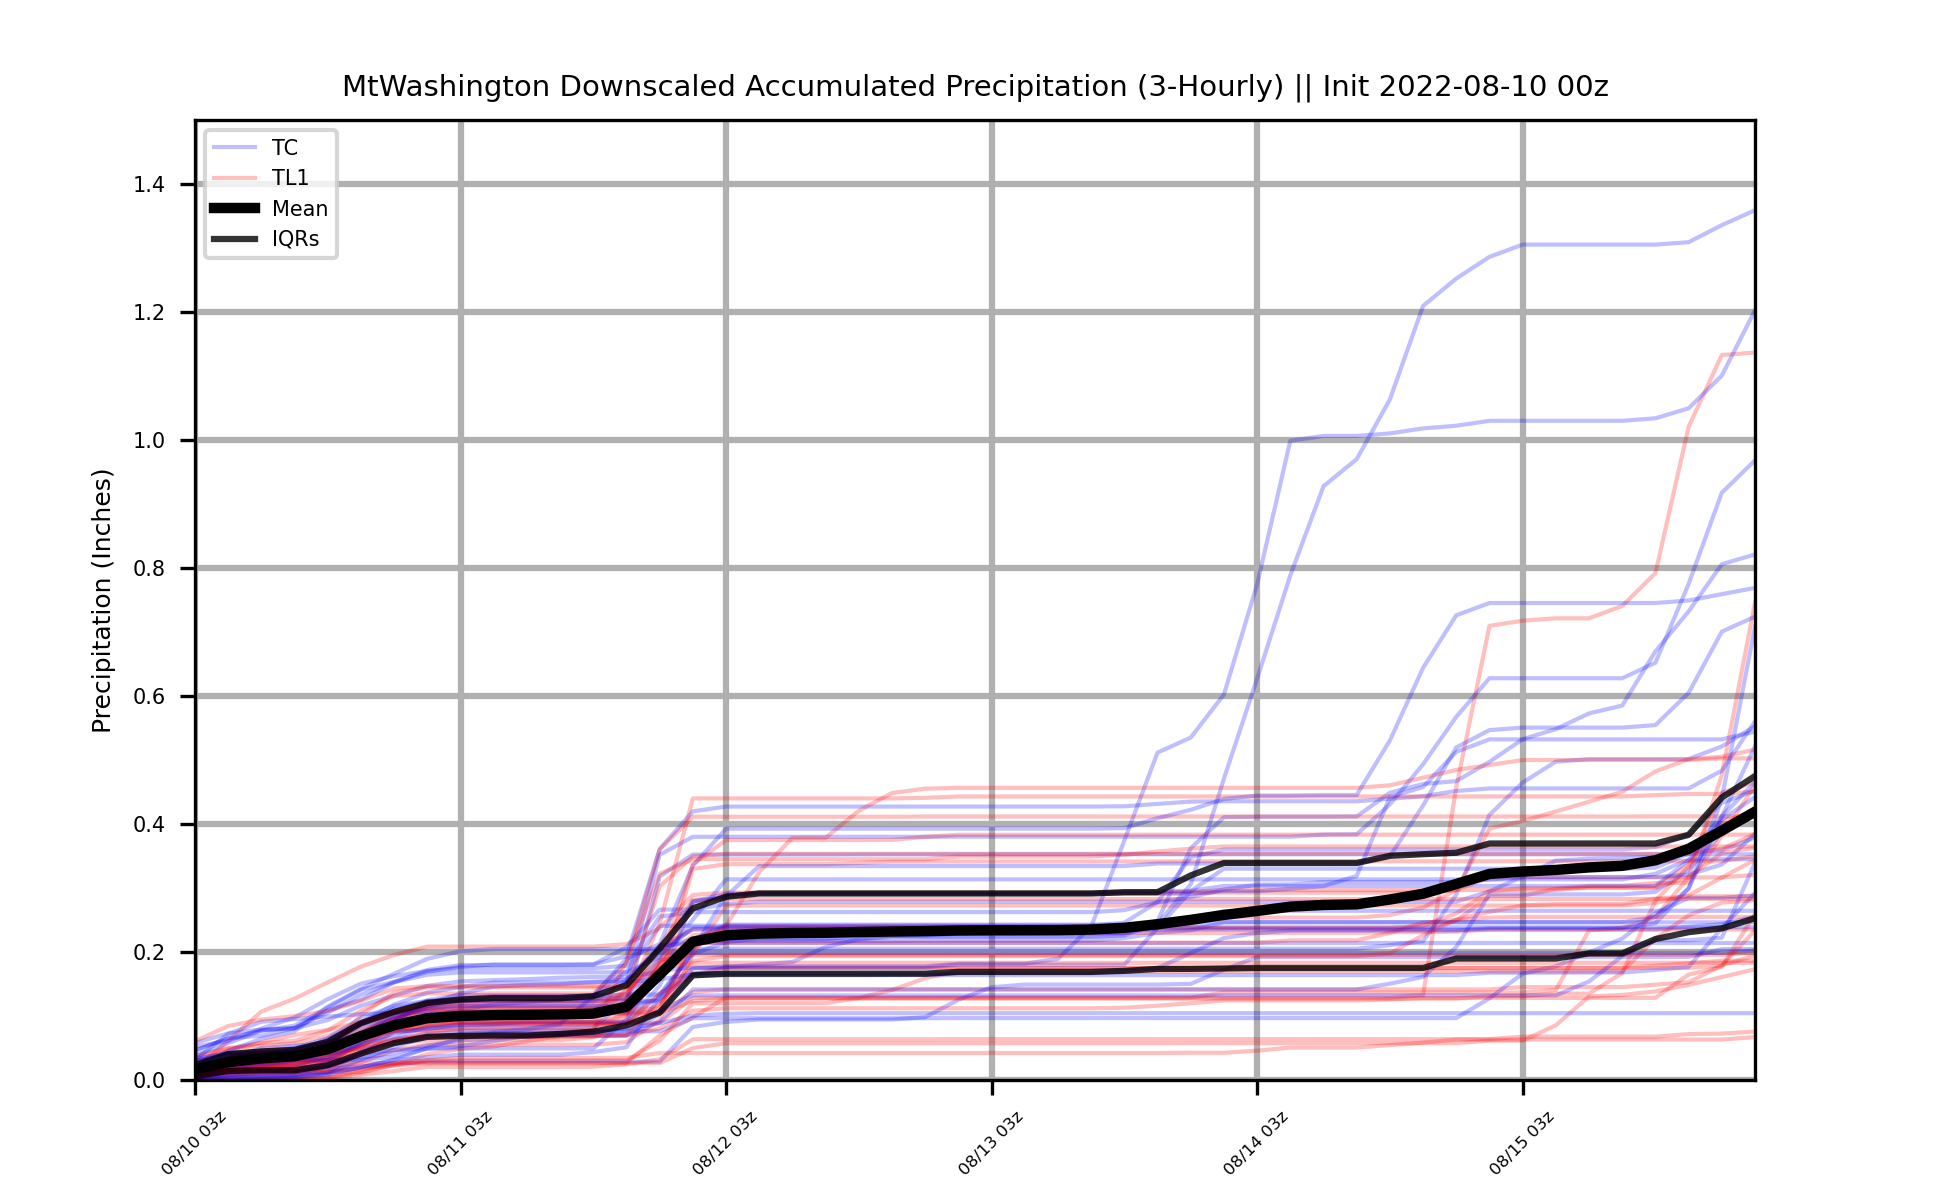 MtWashington Downscaled Accumulated Precipitation (3-Hourly) || Init 2022-08-10 00z
TC
TL1
Mean
IQRs
Precipitation (Inches)
1.4
1.2
1.0
0.8
0.6
0.4
0.2
0.0
08/10 03z
08/11 03z
08/12 03z
08/13 03z
08/14 03z
08/15 03z